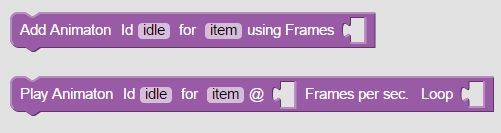 Add Animaton Id idle for item using Frames
Play Animaton Id idle for item @ Frames per sec. Loop